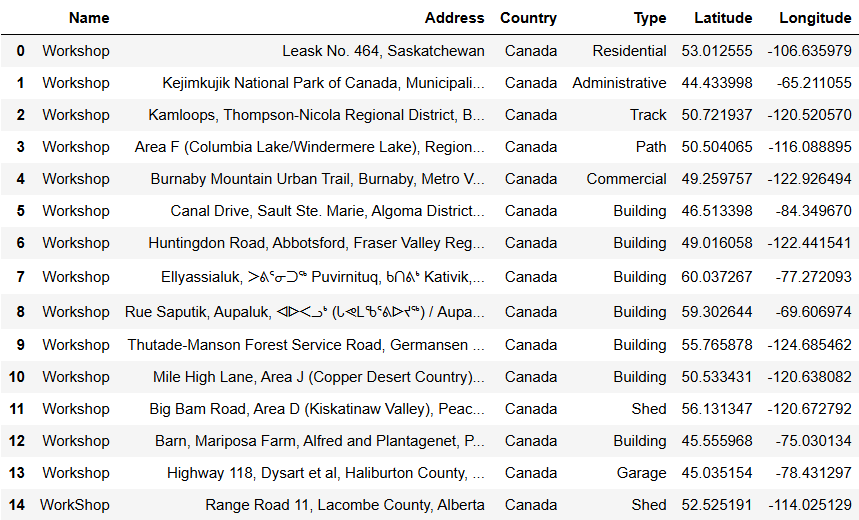 Name Address Country Type Latitude Longitude
0 Workshop Leask No. 464, Saskatchewan Canada Residential 53.012555 -106.635979
1 Workshop Kejimkujik National Park of Canada, Municipali... Canada Administrative 44.433998 -65.211055
2 Workshop Kamloops, Thompson-Nicola Regional District, B... Canada Track 50.721937 -120.520570
3 Workshop Area F (Columbia Lake/Windermere Lake), Region... Canada Path 50.504065 -116.088895
4 Workshop Burnaby Mountain Urban Trail, Burnaby, Metro V... Canada Commercial 49.259757 -122.926494
5 Workshop Canal Drive, Sault Ste. Marie, Algoma District... Canada Building 46.513398 -84.349670
6 Workshop Huntingdon Road, Abbotsford, Fraser Valley Reg... Canada Building 49.016058 -122.441541
7 Workshop Ellyassialuk, ᐳᕕᕐᓂᑐᖅ Puvirnituq, ᑲᑎᕕᒃ Kativik,... Canada Building 60.037267 -77.272093
8 Workshop Rue Saputik, Aupaluk, ᐊᐅᐸᓗᒃ (ᒐᕙᒪᖃᕐᕕᐅᔪᖅ) / Aupa... Canada Building 59.302644 -69.606974
9 Workshop Thutade-Manson Forest Service Road, Germansen ... Canada Building 55.765878 -124.685462
10 Workshop Mile High Lane, Area J (Copper Desert Country)... Canada Building 50.533431 -120.638082
11 Workshop Big Bam Road, Area D (Kiskatinaw Valley), Peac... Canada Shed 56.131347 -120.672792
12 Workshop Barn, Mariposa Farm, Alfred and Plantagenet, P... Canada Building 45.555968 -75.030134
13 Workshop Highway 118, Dysart et al, Haliburton County, ... Canada Garage 45.035154 -78.431297
14 WorkShop Range Road 11, Lacombe County, Alberta Canada Shed 52.525191 -114.025129